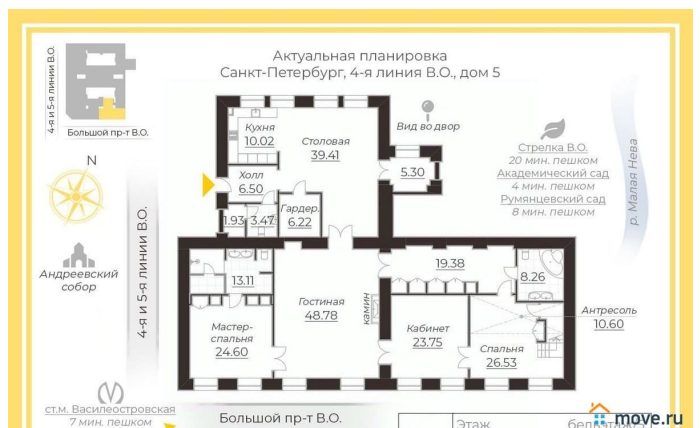 Актуальная планировка
Санкт-Петербург, 4-я линия В.О., дом 5
4-я и 5-я линии В.О.
Большой пр-т В.О.
N
Андреевский
собор
4-я и 5-я линии В.О.
ст.м. Василеостровская
7 мин. пешком
Кухня
10.02
Столовая
39.41
Холл
6.50
1.93
3.47
Гардер.
6.22
Вид во двор
5.30
Стрелка В.О.
20 мин. пешком
Академический сад
4 мин. пешком
Румянцевский сад
8 мин. пешком
р. Малая Нева
13.11
Гостиная
48.78
камин
19.38
8.26
Мастер-
спальня
24.60
Кабинет
23.75
Спальня
26.53
Антресоль
10.60
Большой пр-т В.О.
Этаж
move.ru